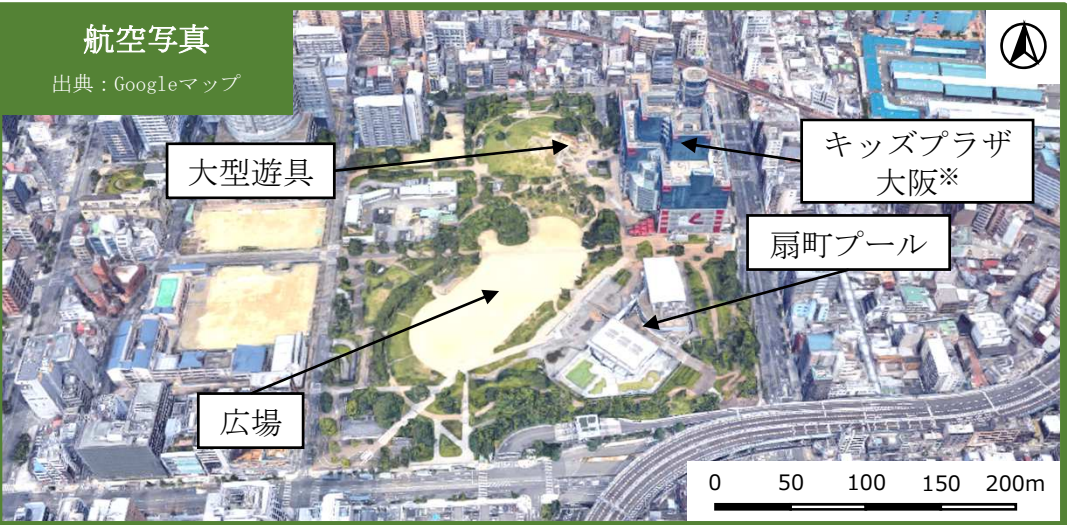 航空写真
出典：Googleマップ
大型遊具
キッズプラザ
大阪※
扇町プール
広場
0 50 100 150 200m